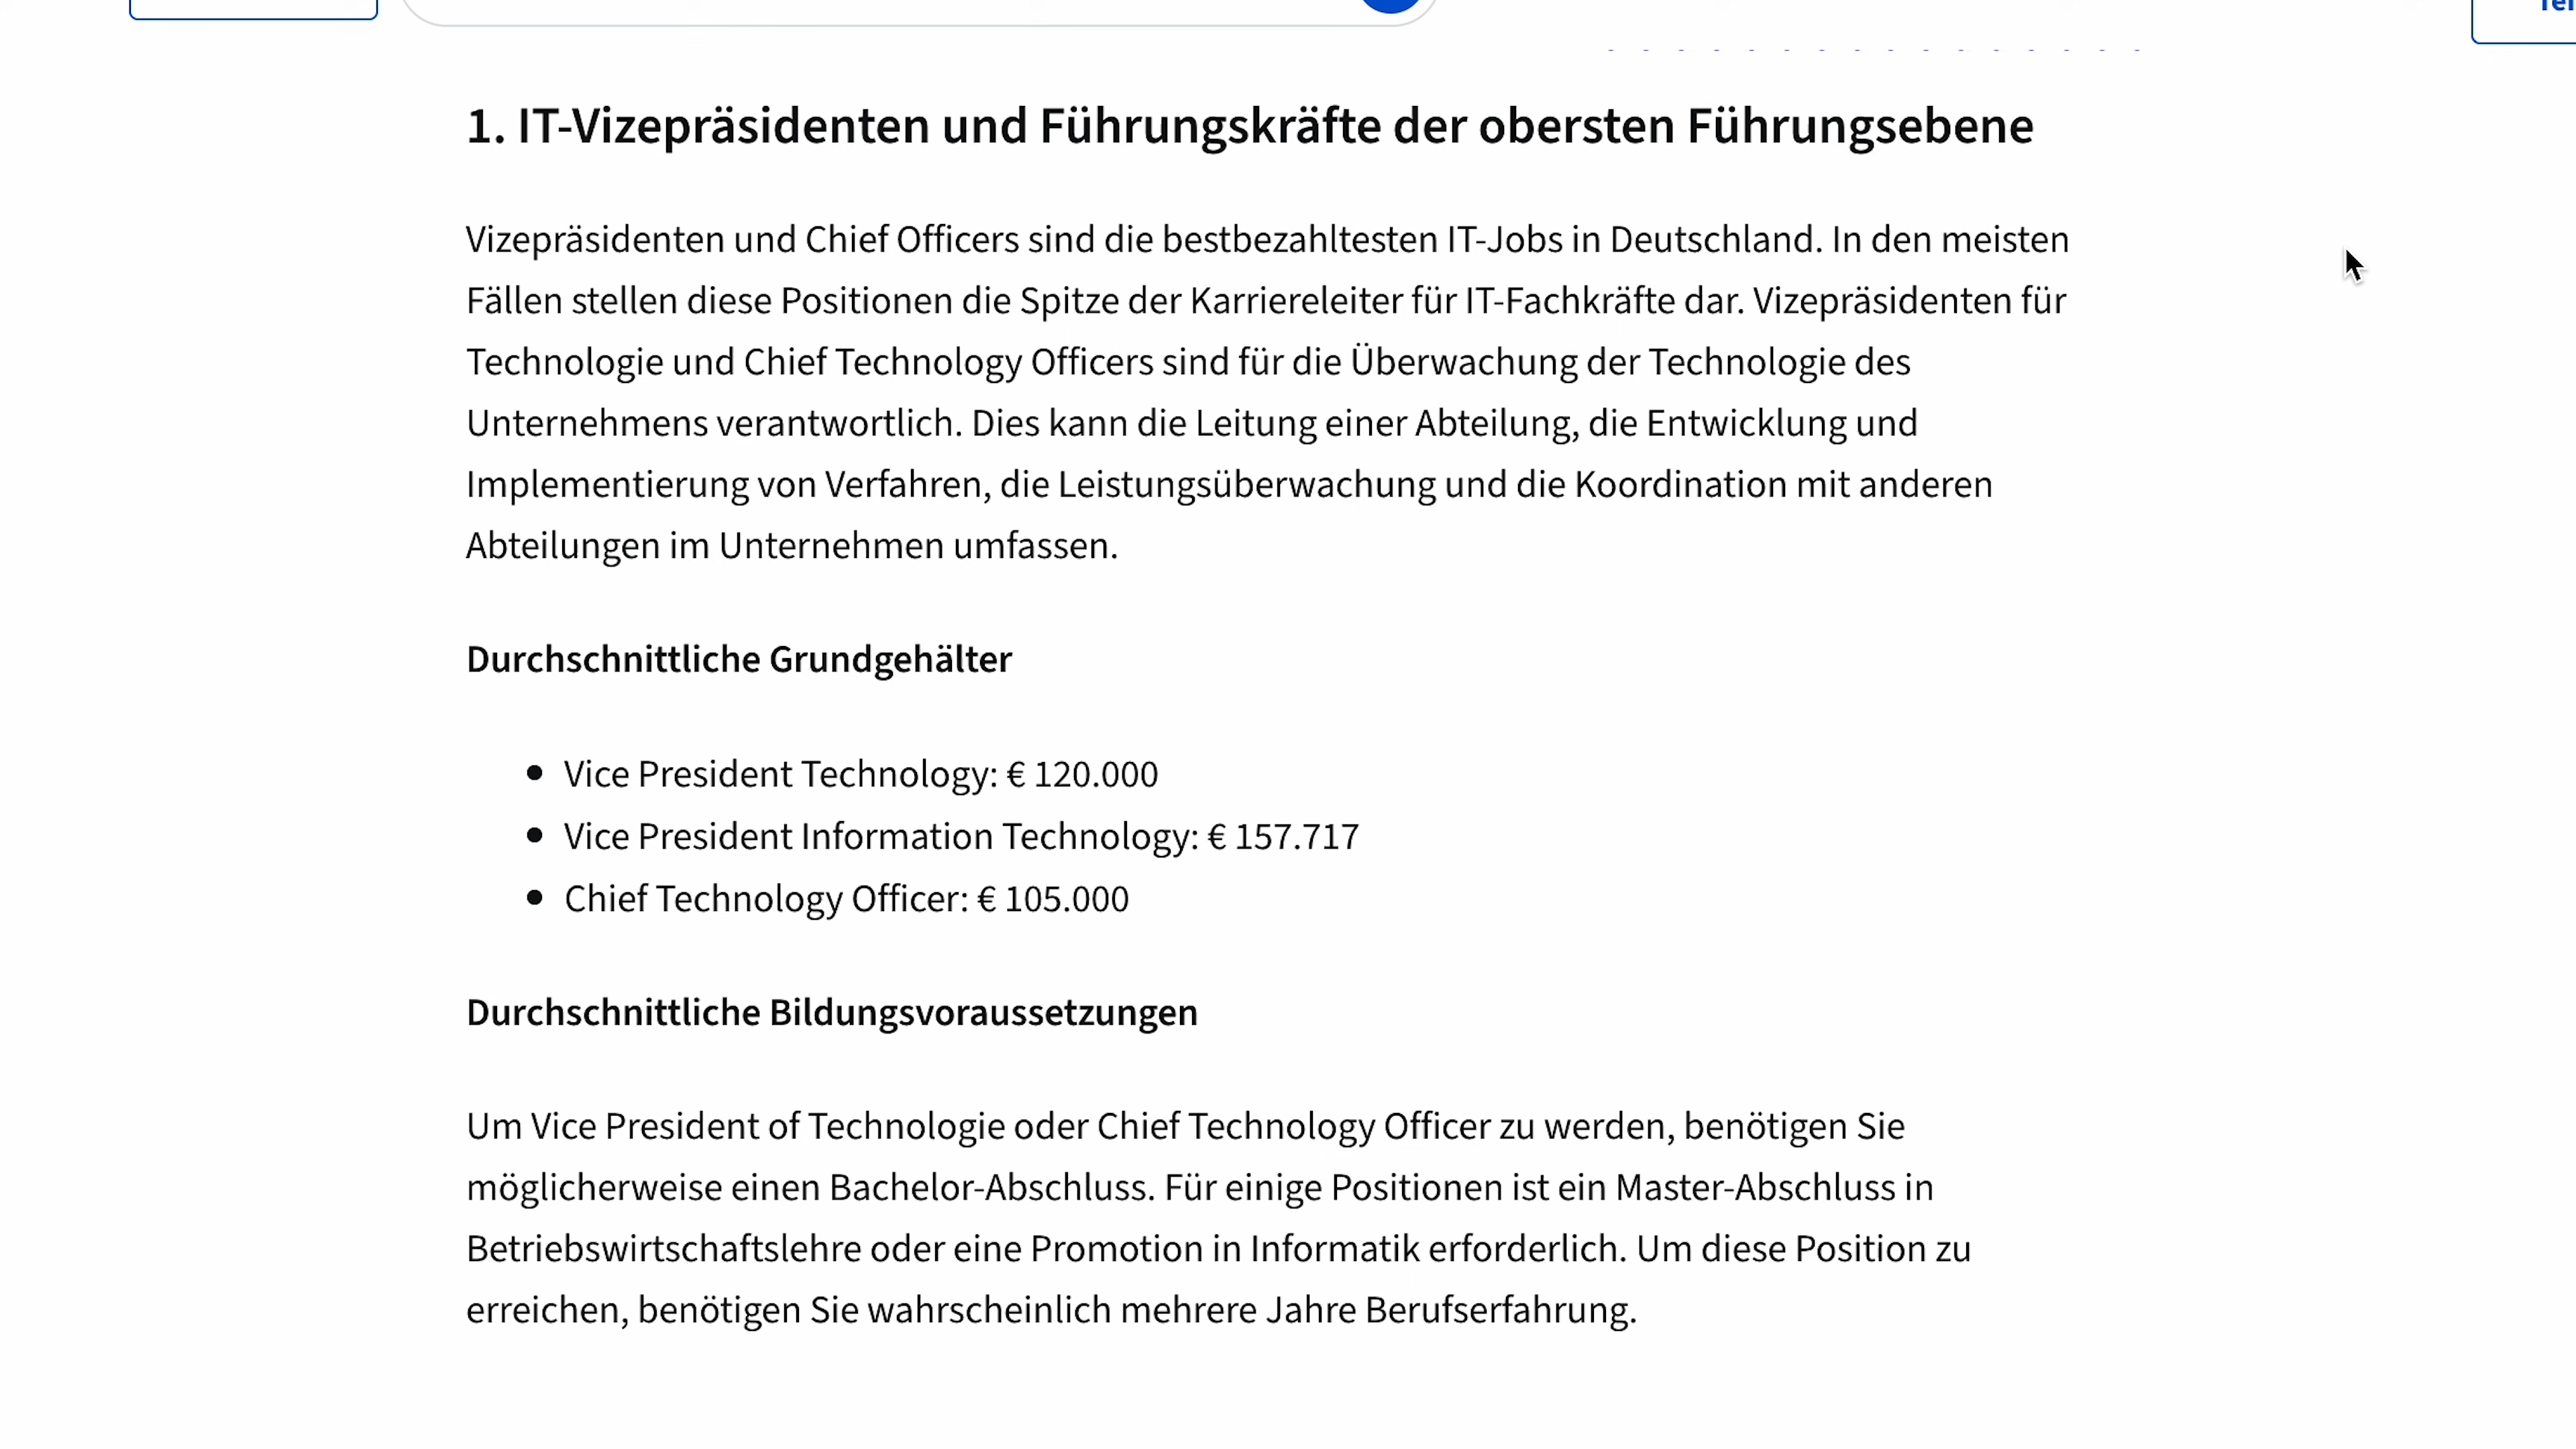 1. IT-Vizepräsidenten und Führungskräfte der obersten Führungsebene
Vizepräsidenten und Chief Officers sind die bestbezahltesten IT-Jobs in Deutschland. In den meisten
Fällen stellen diese Positionen die Spitze der Karriereleiter für IT-Fachkräfte dar. Vizepräsidenten für
Technologie und Chief Technology Officers sind für die Überwachung der Technologie des
Unternehmens verantwortlich. Dies kann die Leitung einer Abteilung, die Entwicklung und
Implementierung von Verfahren, die Leistungsüberwachung und die Koordination mit anderen
Abteilungen im Unternehmen umfassen.
Durchschnittliche Grundgehälter
• Vice President Technology: € 120.000
• Vice President Information Technology: € 157.717
• Chief Technology Officer: € 105.000
Durchschnittliche Bildungsvoraussetzungen
Um Vice President of Technologie oder Chief Technology Officer zu werden, benötigen Sie
möglicherweise einen Bachelor-Abschluss. Für einige Positionen ist ein Master-Abschluss in
Betriebswirtschaftslehre oder eine Promotion in Informatik erforderlich. Um diese Position zu
erreichen, benötigen Sie wahrscheinlich mehrere Jahre Berufserfahrung.